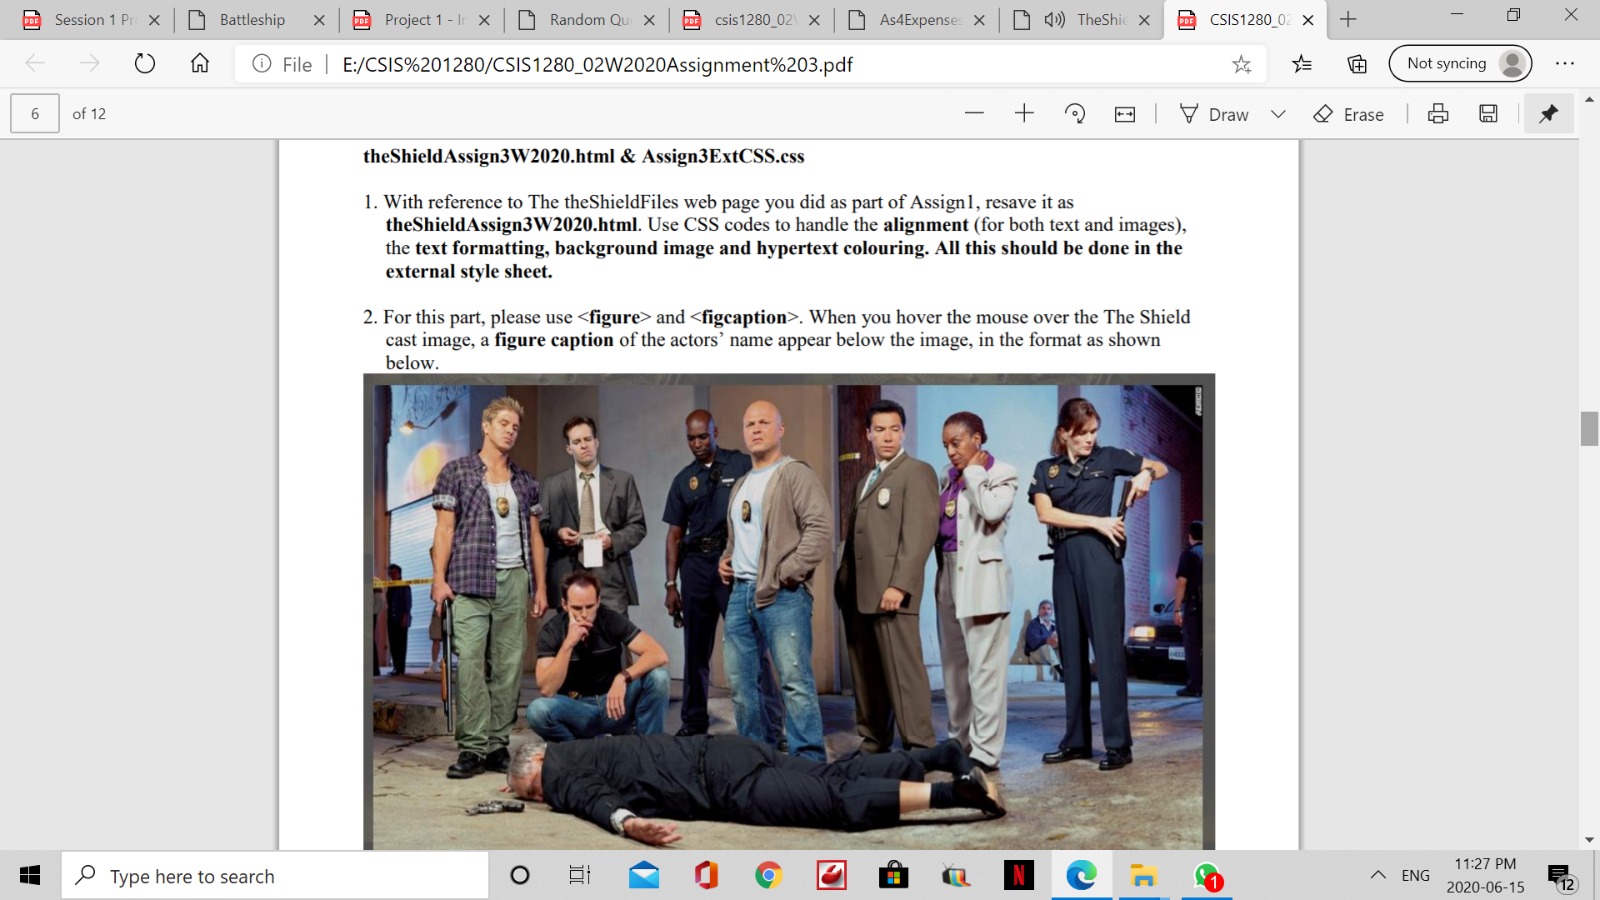 Session 1 Pr
Battleship
Project 1 - In
Random Qu
csis1280_02
As4Expenses
TheShie
CSIS1280_02
File
E:/CSIS%201280/CSIS1280_02W2020Assignment%203.pdf
Not syncing
6
of 12
Draw
Erase
theShieldAssign3W2020.html & Assign3ExtCSS.css
1. With reference to The theShieldFiles web page you did as part of Assign1, resave it as
theShieldAssign3W2020.html. Use CSS codes to handle the alignment (for both text and images),
the text formatting, background image and hypertext colouring. All this should be done in the
external style sheet.
2. For this part, please use <figure> and <figcaption>. When you hover the mouse over the The Shield
cast image, a figure caption of the actors’ name appear below the image, in the format as shown
below.
Type here to search
N
1
ENG
11:27 PM
2020-06-15
12